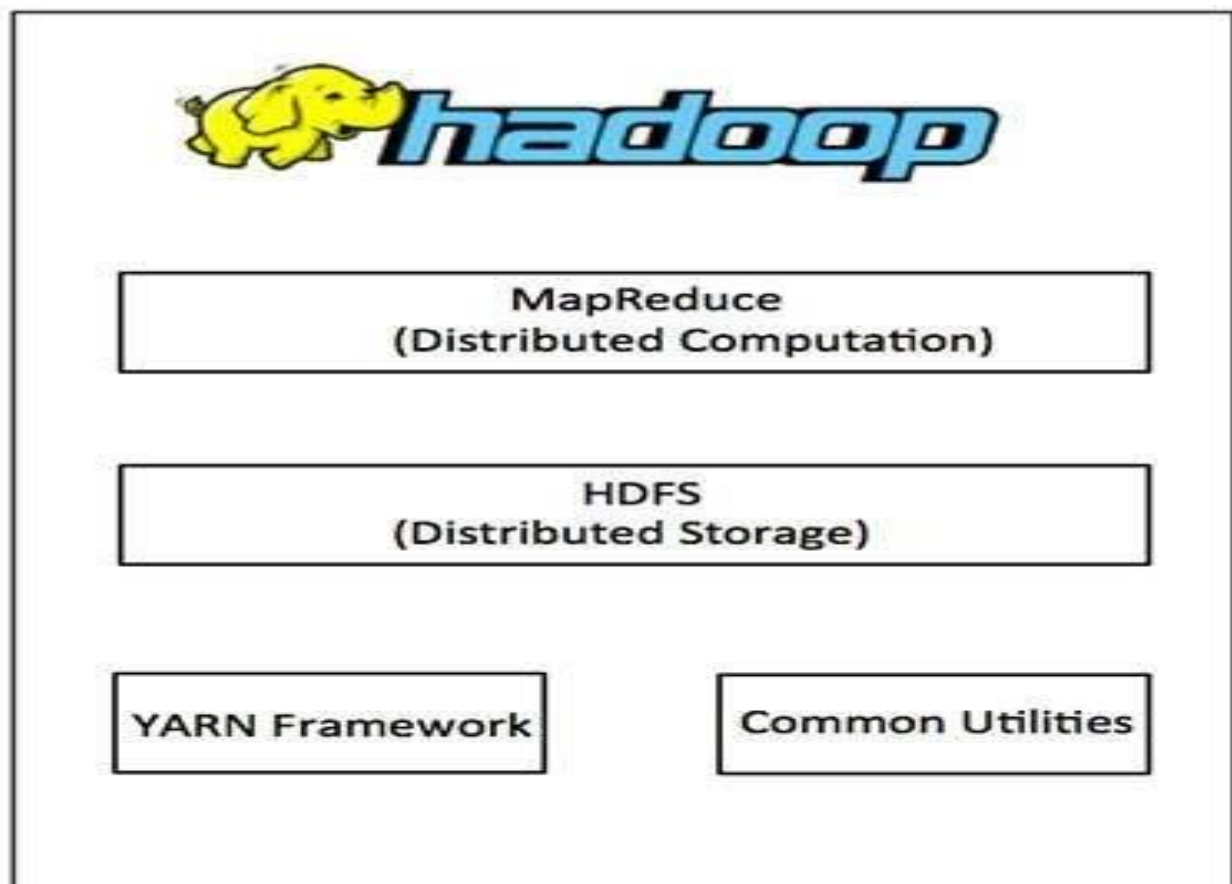 hadoop
MapReduce
(Distributed Computation)
HDFS
(Distributed Storage)
YARN Framework
Common Utilities